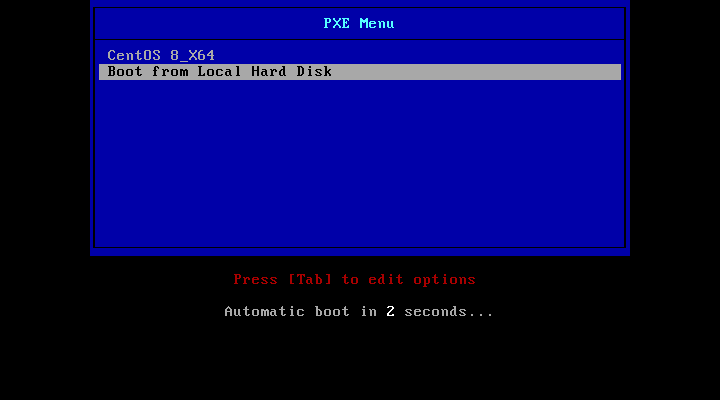 PXE Menu
CentOS 8_X64
Boot from Local Hard Disk
Press [Tab] to edit options
Automatic boot in 2 seconds...